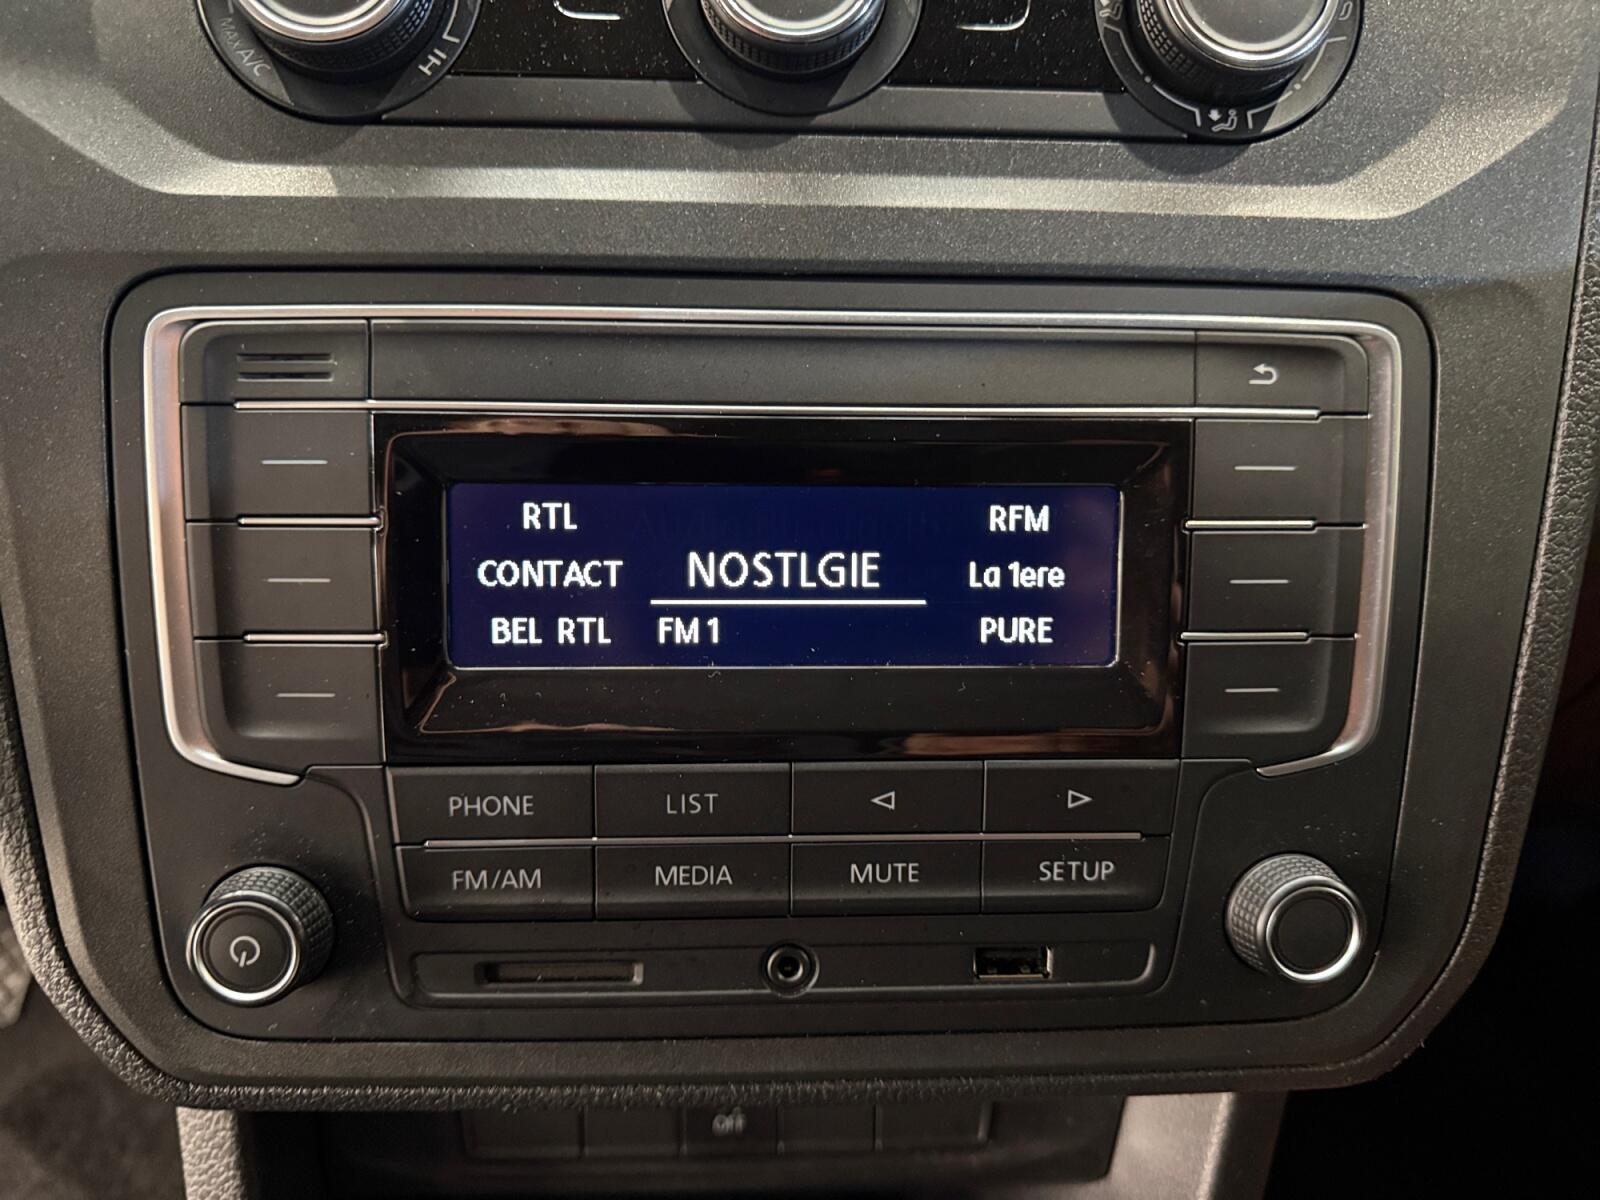 MAX A/C
HI
RTL
RFM
CONTACT
NOSTLGIE
La 1ere
BEL RTL
FM 1
PURE
PHONE
LIST
FM/AM
MEDIA
MUTE
SETUP